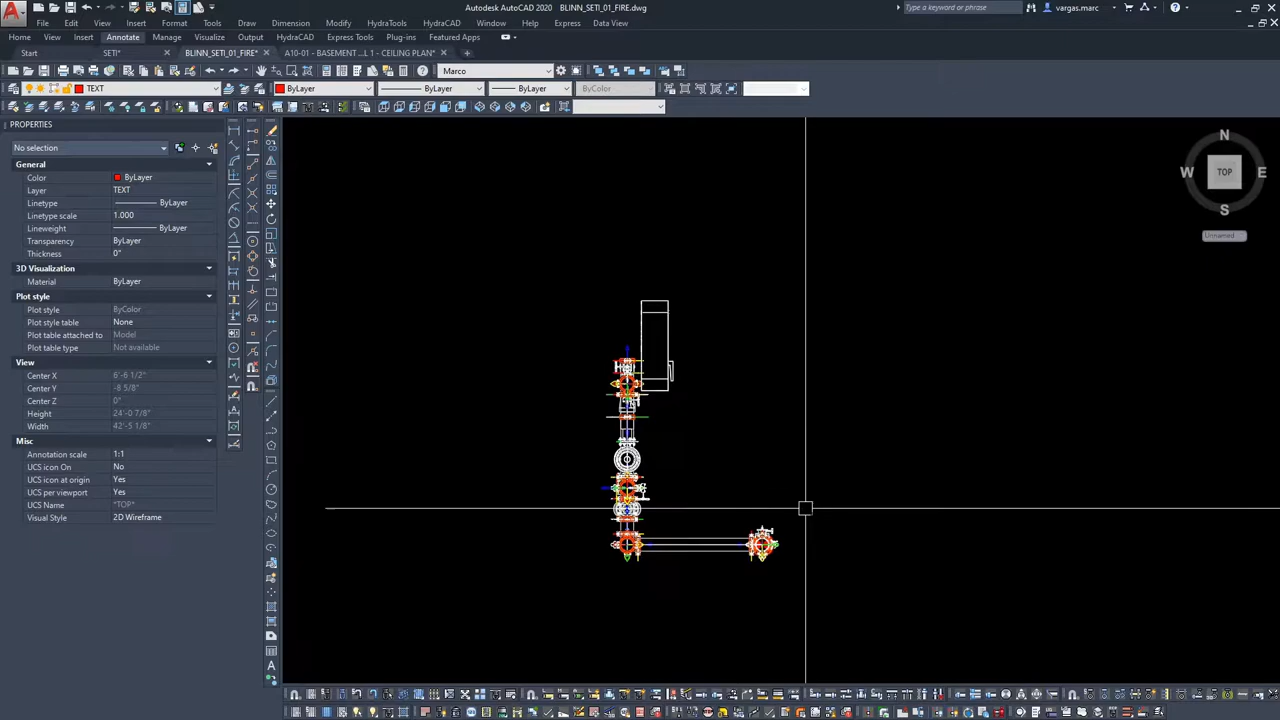 Autodesk AutoCAD 2020 BLINN_SETI_01_FIRE.dwg
Type a keyword or phrase
vargas.marc
File Edit View Insert Format Tools Draw Dimension Modify HydraTools HydraCAD Window Help Express Data View
Home View Insert Annotate Manage Output HydraCAD Express Tools Plug-ins Featured Apps
Start SETI* BLINN_SETI_01_FIRE* A10-01 - BASEMENT ...L 1 - CEILING PLAN*
Marco
TEXT ByLayer ByLayer ByLayer ByColor
PROPERTIES
No selection
General
Color ByLayer
Layer TEXT
Linetype ByLayer
Linetype scale 1.000
Lineweight ByLayer
Transparency ByLayer
Thickness 0"
3D Visualization
Material ByLayer
Plot style
Plot style ByColor
Plot style table None
Plot table attached to Model
Plot table type Not available
View
Center X 6'-6 1/2"
Center Y -8 5/8"
Center Z 0"
Height 24'-0 7/8"
Width 42'-5 1/8"
Misc
Annotation scale 1:1
UCS icon On No
UCS icon at origin Yes
UCS per viewport Yes
UCS Name *TOP*
Visual Style 2D Wireframe
N
W TOP E
S
Unnamed
A